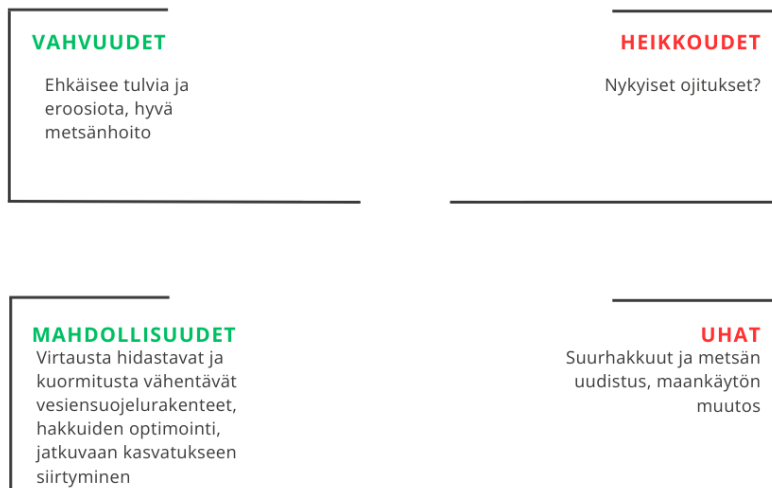 VAHVUUDET
Ehkäisee tulvia ja
eroosiota, hyvä
metsänhoito
HEIKKOUDET
Nykyiset ojitukset?
MAHDOLLISUUDET
Virtausta hidastavat ja
kuormitusta vähentävät
vesiensuojelurakenteet,
hakkuiden optimointi,
jatkuvaan kasvatukseen
siirtyminen
UHAT
Suurhakkuut ja metsän
uudistus, maankäytön
muutos